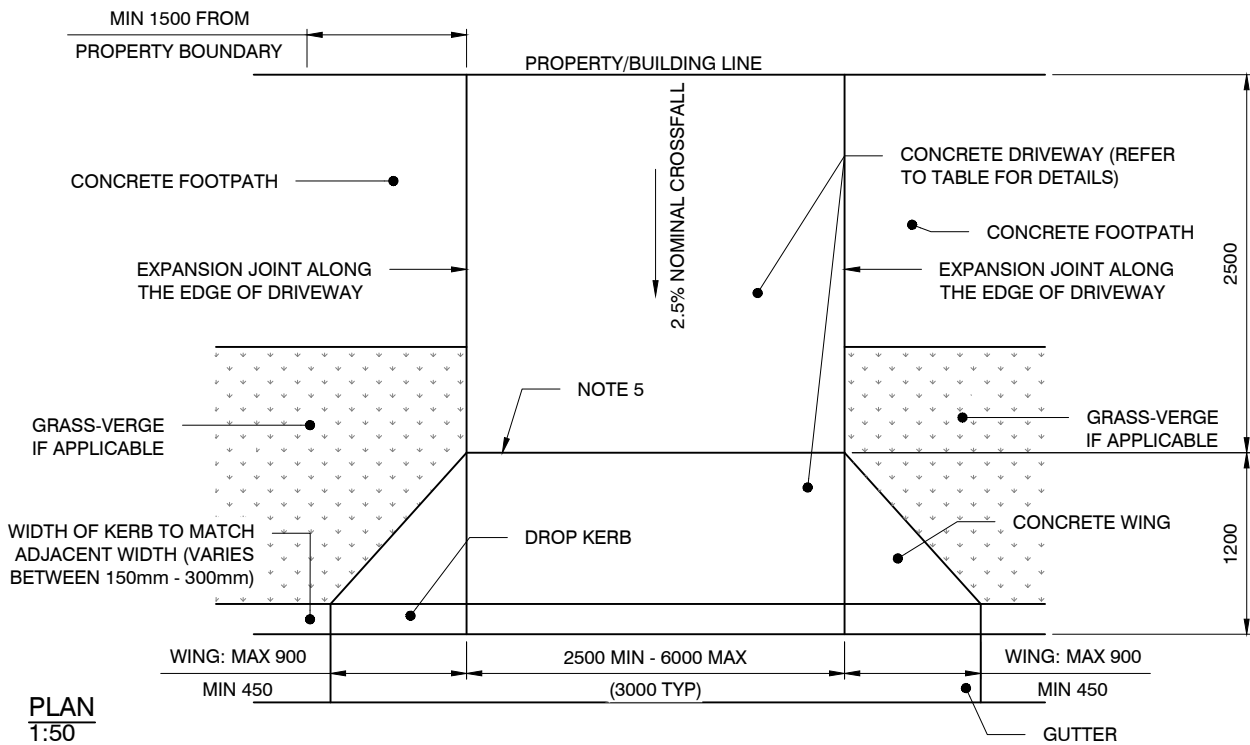 MIN 1500 FROM
PROPERTY BOUNDARY
PROPERTY/BUILDING LINE
2.5% NOMINAL CROSSFALL
CONCRETE FOOTPATH
CONCRETE DRIVEWAY (REFER
TO TABLE FOR DETAILS)
CONCRETE FOOTPATH
2500
EXPANSION JOINT ALONG
THE EDGE OF DRIVEWAY
EXPANSION JOINT ALONG
THE EDGE OF DRIVEWAY
NOTE 5
GRASS-VERGE
IF APPLICABLE
GRASS-VERGE
IF APPLICABLE
WIDTH OF KERB TO MATCH
ADJACENT WIDTH (VARIES
BETWEEN 150mm - 300mm)
DROP KERB
CONCRETE WING
1200
WING: MAX 900
MIN 450
2500 MIN - 6000 MAX
(3000 TYP)
WING: MAX 900
MIN 450
PLAN
1:50
GUTTER